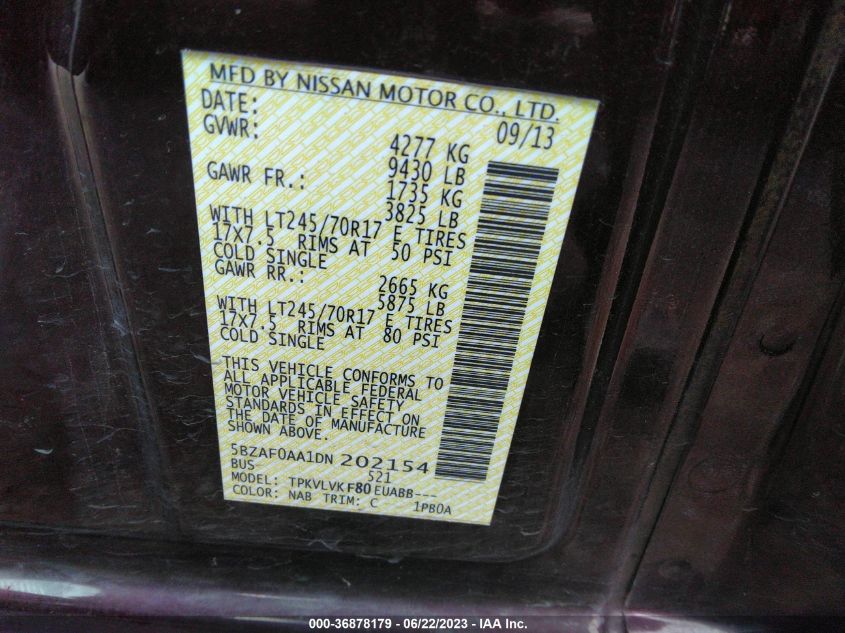 MFD BY NISSAN MOTOR CO., LTD.
DATE: 09/13
GVWR: 4277 KG
9430 LB
GAWR FR.: 1735 KG
3825 LB
WITH LT245/70R17 E TIRES
17X7.5 RIMS AT 50 PSI
COLD SINGLE
GAWR RR.: 2665 KG
5875 LB
WITH LT245/70R17 E TIRES
17X7.5 RIMS AT 80 PSI
COLD SINGLE
THIS VEHICLE CONFORMS TO
ALL APPLICABLE FEDERAL
MOTOR VEHICLE SAFETY
STANDARDS IN EFFECT ON
THE DATE OF MANUFACTURE
SHOWN ABOVE.
5BZAF0AA1DN 202154
BUS 521
MODEL: TPKVLVKF80EUABB---
COLOR: NAB TRIM: C 1PB0A
000-36878179 - 06/22/2023 - IAA Inc.